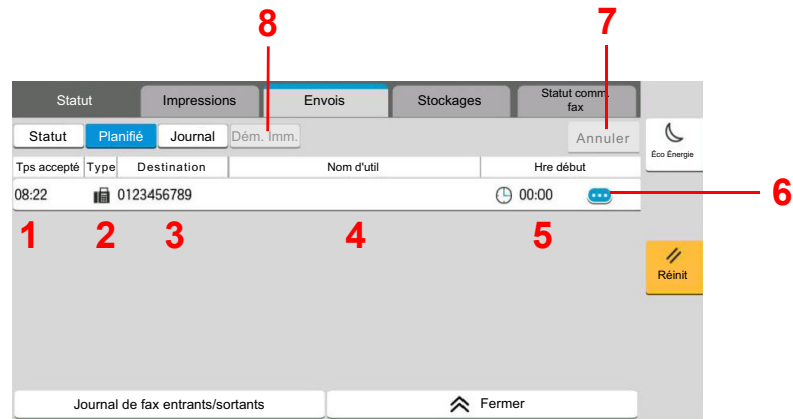 8
7
Statut
Impressions
Envois
Stockages
Statut comm.
fax
Statut
Planifié
Journal
Dém. Imm.
Annuler
Éco Énergie
Tps accepté
Type
Destination
Nom d'util
Hre début
08:22
0123456789
00:00
6
1
2
3
4
5
Réinit
Journal de fax entrants/sortants
Fermer